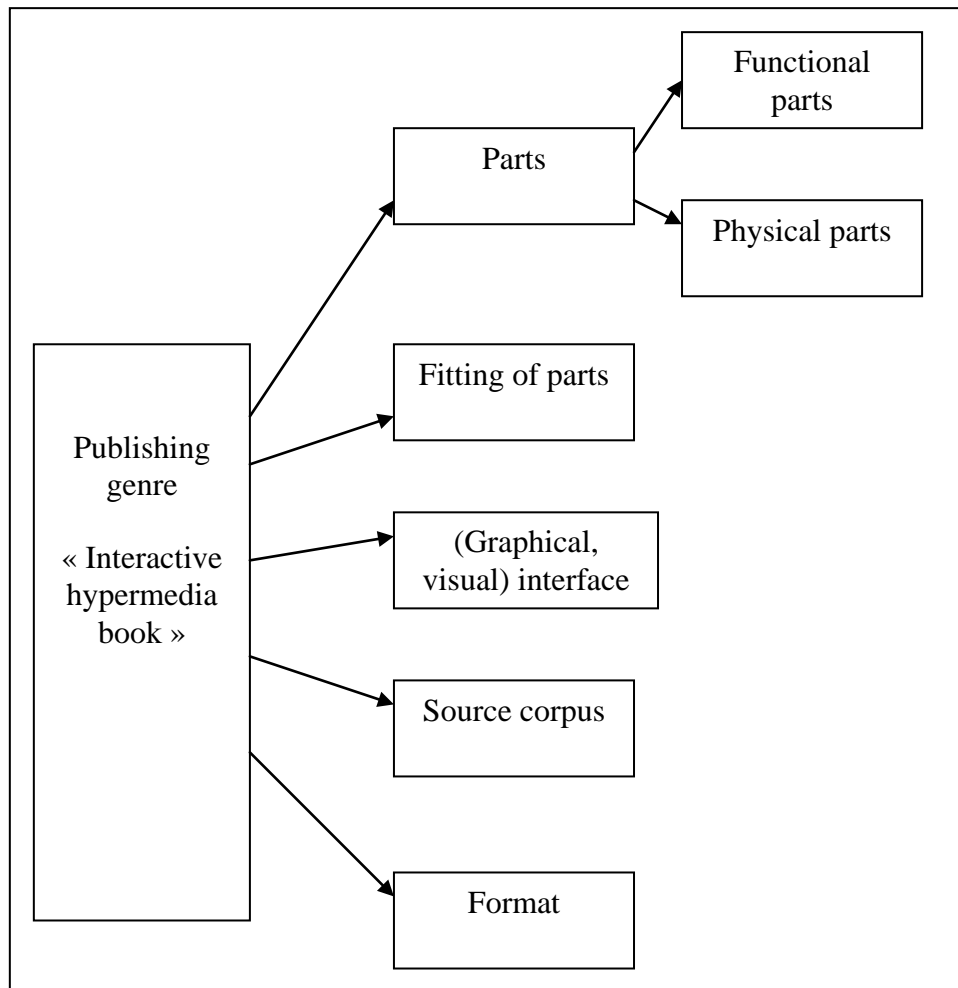 Functional
parts
Parts
Physical parts
Fitting of parts
Publishing
genre
« Interactive
hypermedia
book »
(Graphical,
visual) interface
Source corpus
Format